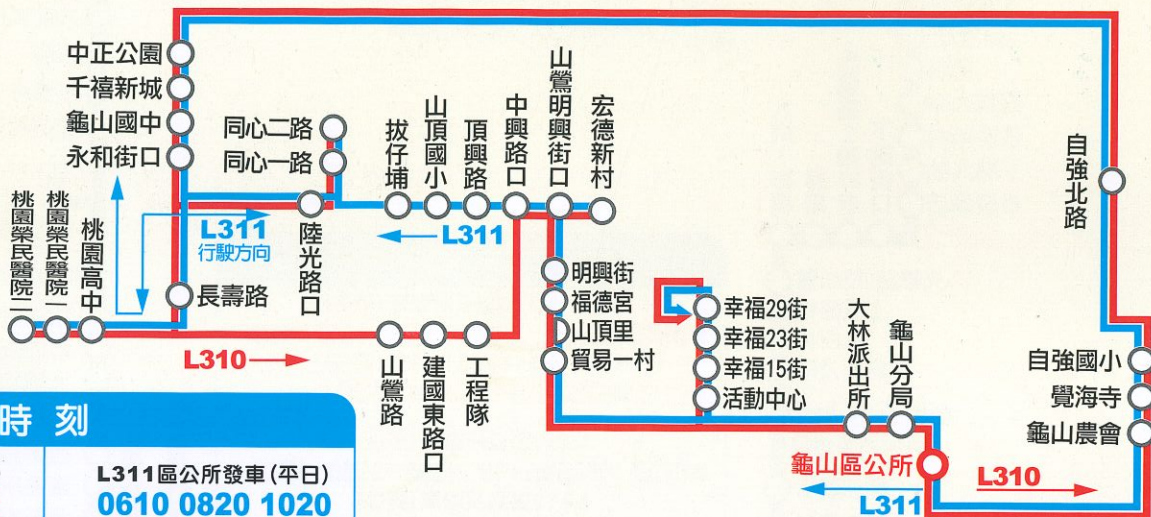 中正公園
千禧新城
龜山國中
永和街口
桃園榮民醫院二
桃園榮民醫院一
桃園高中
L311
行駛方向
長壽路
同心二路
同心一路
陸光路口
拔仔埔
山頂國小
頂興路
中興路口
山鶯明興街口
宏德新村
L311
明興街
福德宮
山頂里
貿易一村
L310
山鶯路
建國東路口
工程隊
幸福29街
幸福23街
幸福15街
活動中心
大林派出所
龜山分局
自強北路
自強國小
覺海寺
龜山農會
龜山區公所
L310
L311
時刻
L311區公所發車(平日)
0610 0820 1020